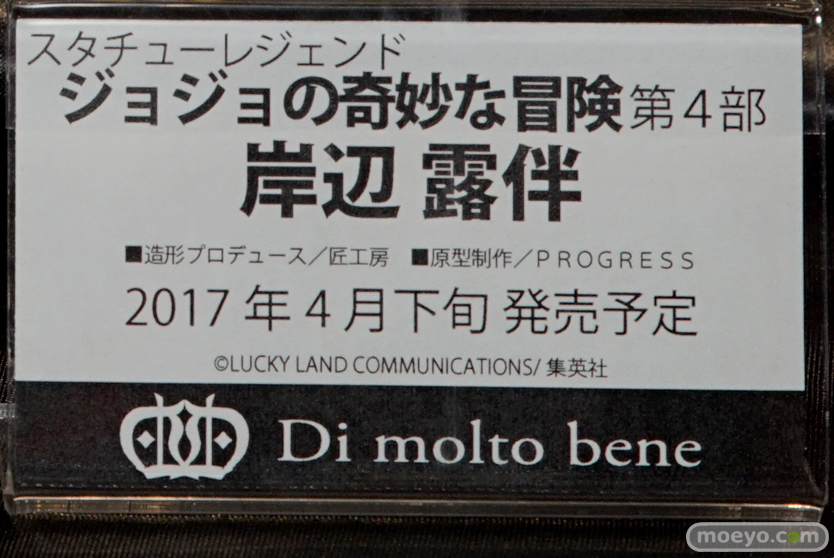 スタチューレジェンド
ジョジョの奇妙な冒険 第4部
岸辺 露伴
■造形プロデュース／匠工房 ■原型制作／PROGRESS
2017年4月下旬 発売予定
©LUCKY LAND COMMUNICATIONS/ 集英社
Di molto bene
moeyo.com